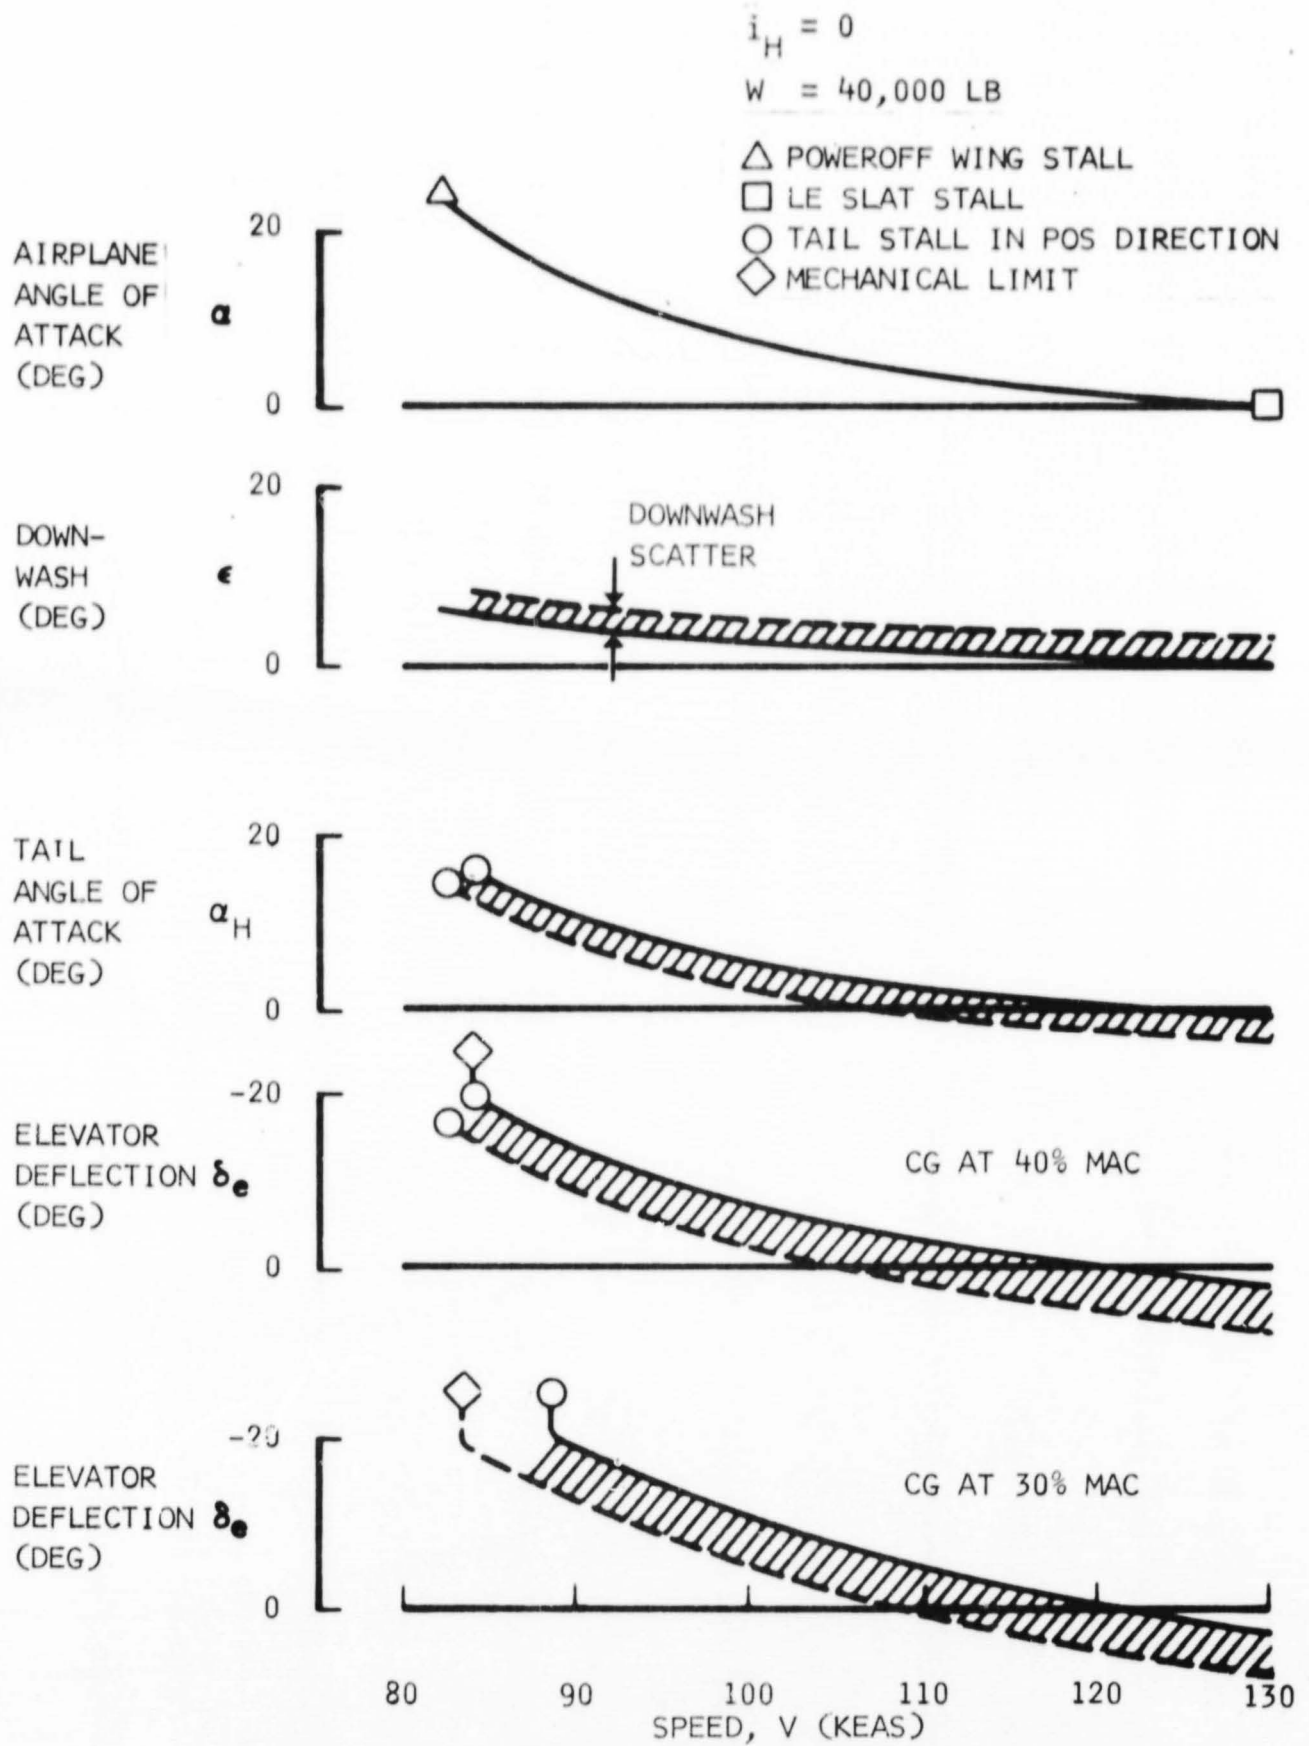 i_H = 0
W = 40,000 LB
△ POWEROFF WING STALL
□ LE SLAT STALL
○ TAIL STALL IN POS DIRECTION
◇ MECHANICAL LIMIT
AIRPLANE
ANGLE OF
ATTACK
(DEG)
α
20
0
DOWN-
WASH
(DEG)
ϵ
20
0
DOWNWASH
SCATTER
TAIL
ANGLE OF
ATTACK
(DEG)
α_H
20
0
ELEVATOR
DEFLECTION δ_e
(DEG)
-20
0
CG AT 40% MAC
ELEVATOR
DEFLECTION δ_e
(DEG)
-20
0
CG AT 30% MAC
80 90 100 110 120 130
SPEED, V (KEAS)